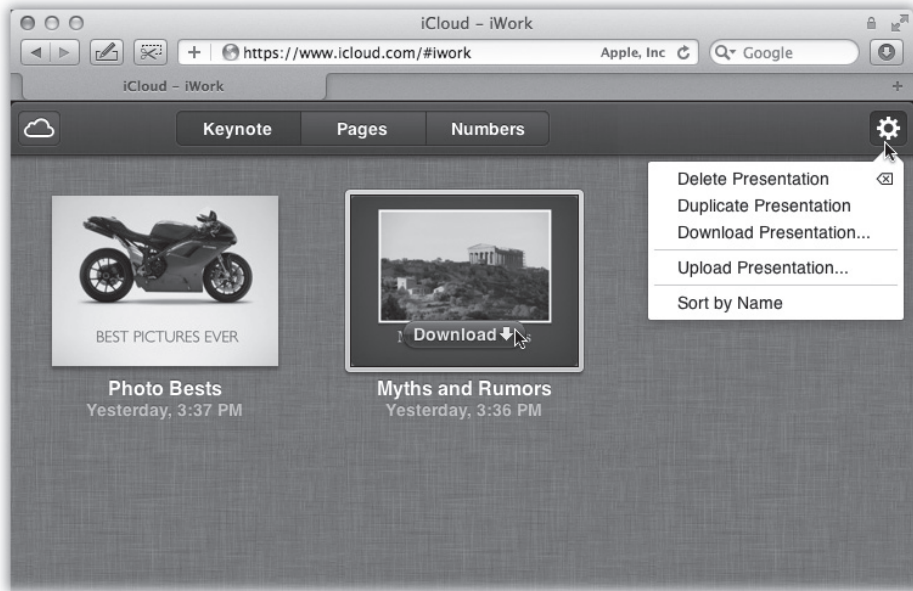 iCloud – iWork
https://www.icloud.com/#iwork Apple, Inc Google
iCloud – iWork
Keynote Pages Numbers
Delete Presentation
Duplicate Presentation
Download Presentation...
Upload Presentation...
Sort by Name
BEST PICTURES EVER
Download
Photo Bests
Yesterday, 3:37 PM
Myths and Rumors
Yesterday, 3:36 PM